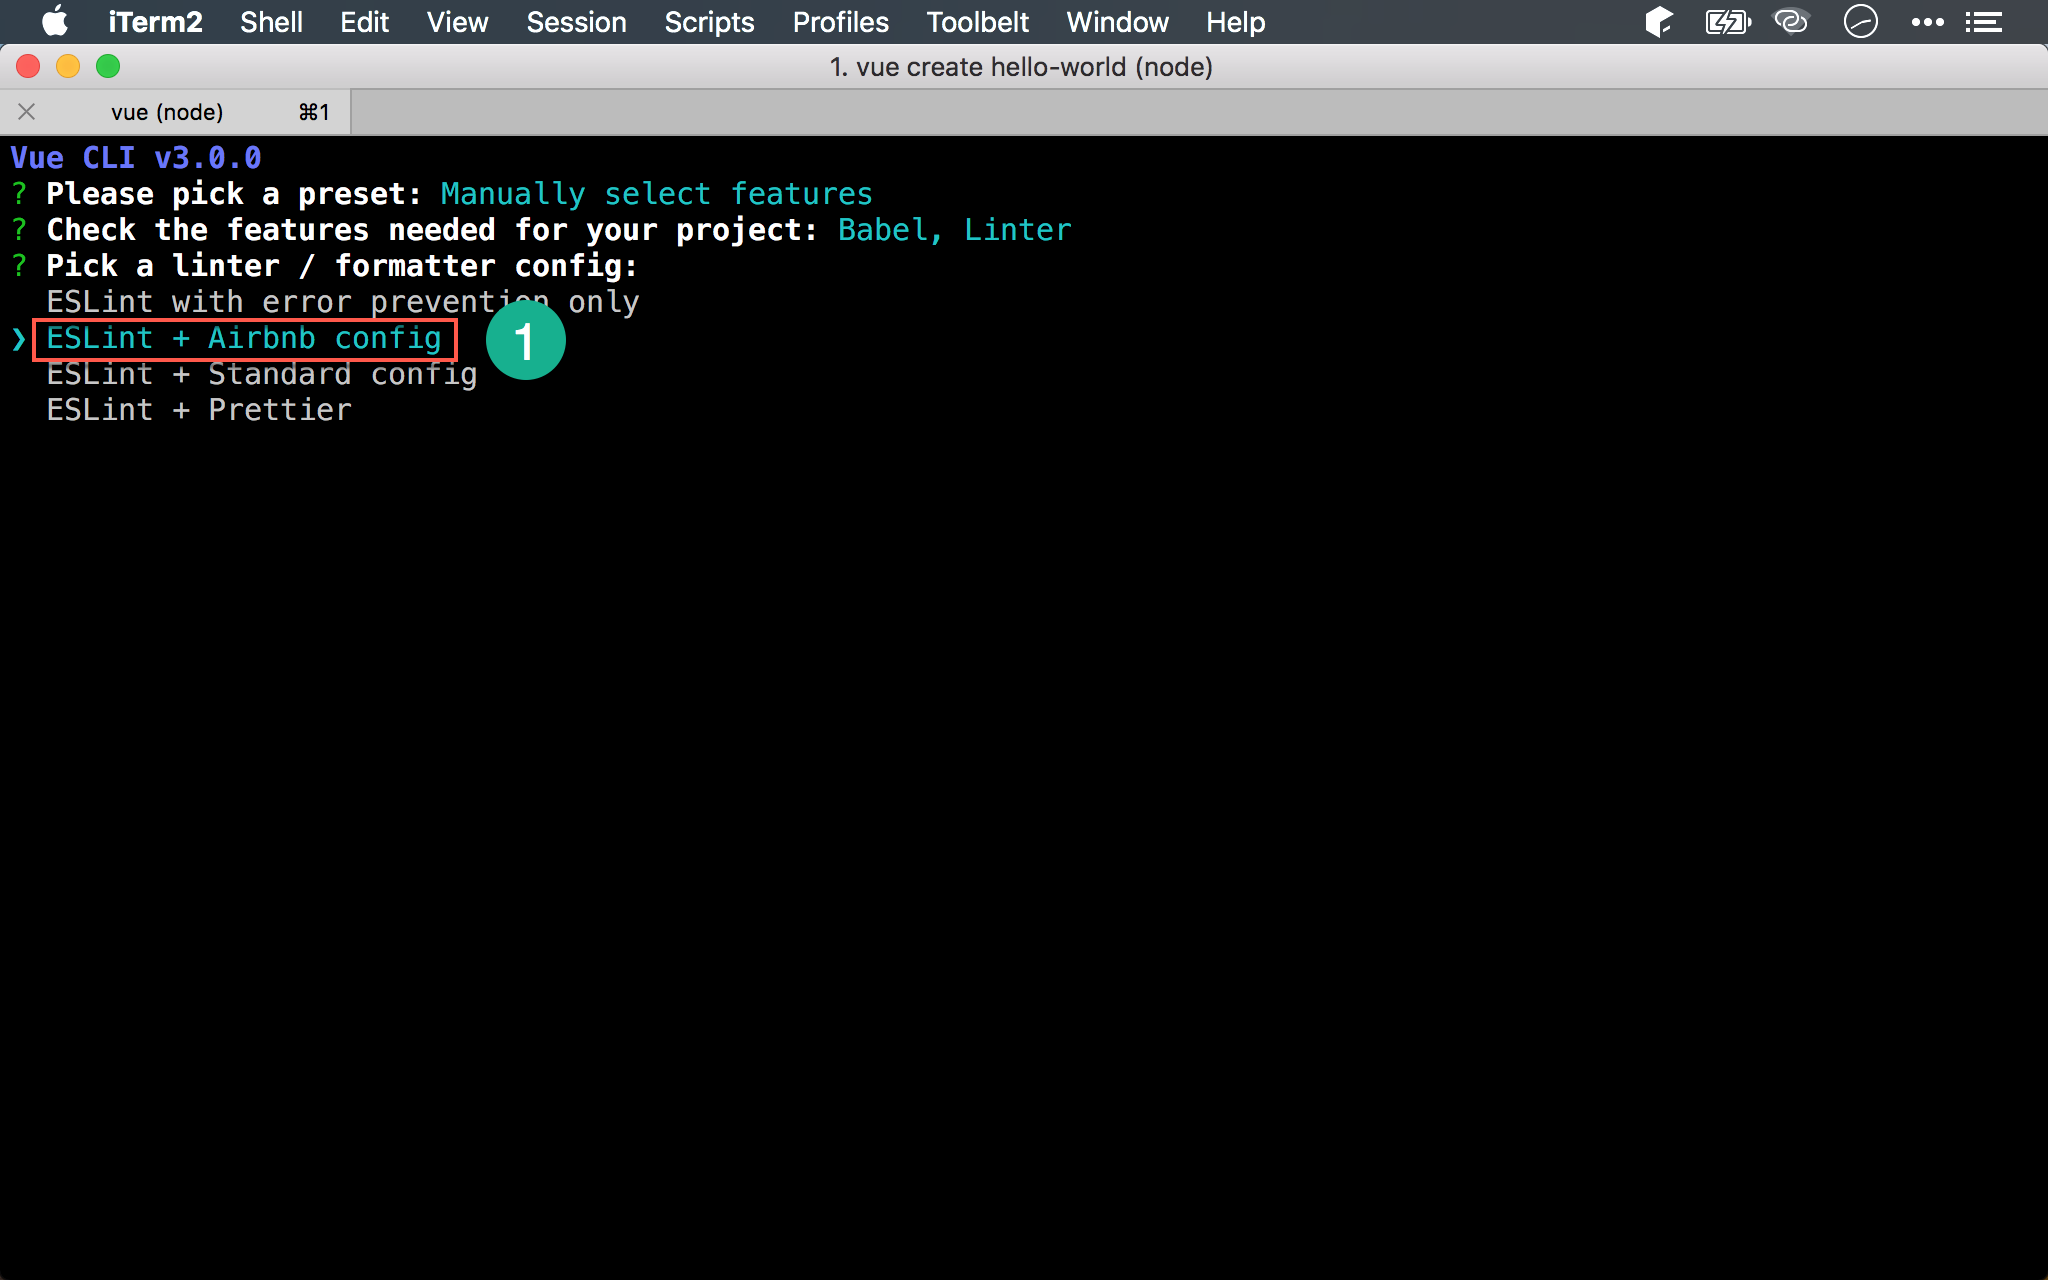 iTerm2 Shell Edit View Session Scripts Profiles Toolbelt Window Help
1. vue create hello-world (node)
vue (node) ⌘1
Vue CLI v3.0.0
? Please pick a preset: Manually select features
? Check the features needed for your project: Babel, Linter
? Pick a linter / formatter config:
ESLint with error prevention only
❯ ESLint + Airbnb config 1
ESLint + Standard config
ESLint + Prettier